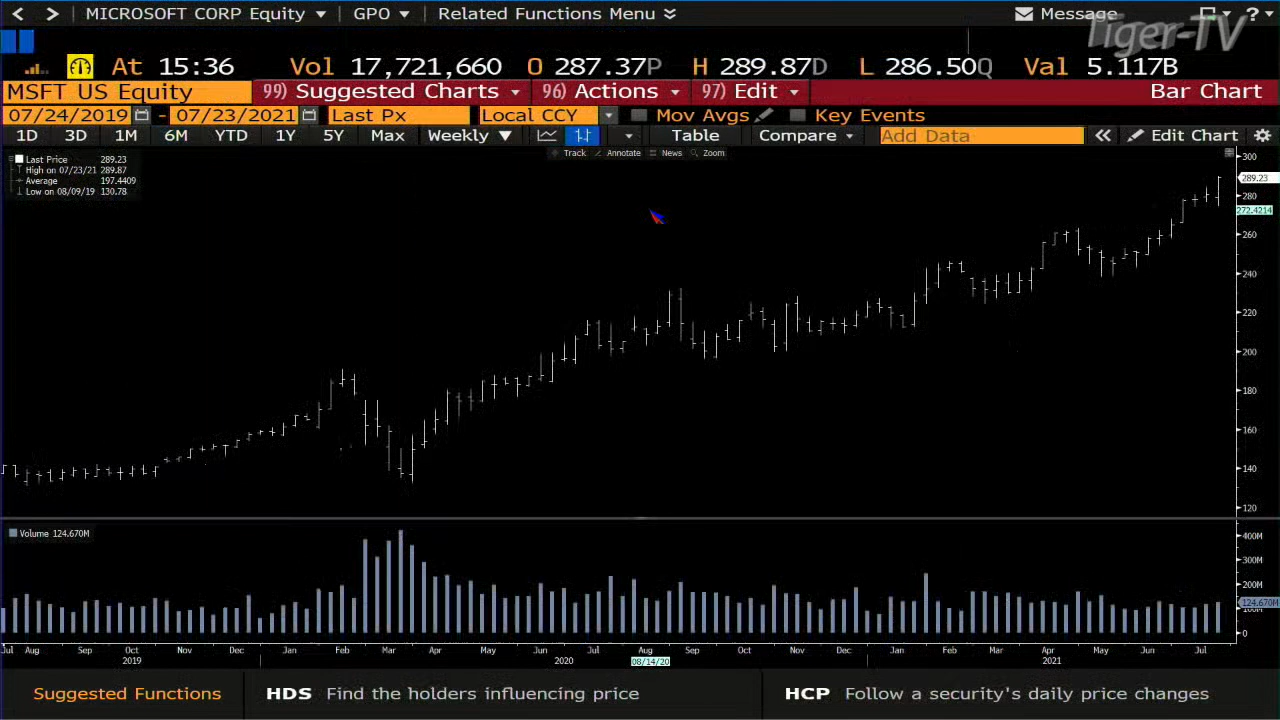 MICROSOFT CORP Equity GPO Related Functions Menu Message ?
Tiger-TV
At 15:36 Vol 17,721,660 O 287.37P H 289.87D L 286.50Q Val 5.117B
MSFT US Equity 99) Suggested Charts 96) Actions 97) Edit Bar Chart
07/24/2019 - 07/23/2021 Last Px Local CCY Mov Avgs Key Events
1D 3D 1M 6M YTD 1Y 5Y Max Weekly Table Compare Add Data Edit Chart
Track Annotate News Zoom
Last Price 289.23
High on 07/23/21 289.87
Average 197.4409
Low on 08/09/19 130.78
300
289.23
280
272.4214
260
240
220
200
180
160
140
120
Volume 124.670M
400M
300M
200M
124.670M
0
Jul Aug Sep Oct Nov Dec Jan Feb Mar Apr May Jun Jul Aug Sep Oct Nov Dec Jan Feb Mar Apr May Jun Jul
2019 2020 08/14/20 2021
Suggested Functions HDS Find the holders influencing price HCP Follow a security's daily price changes